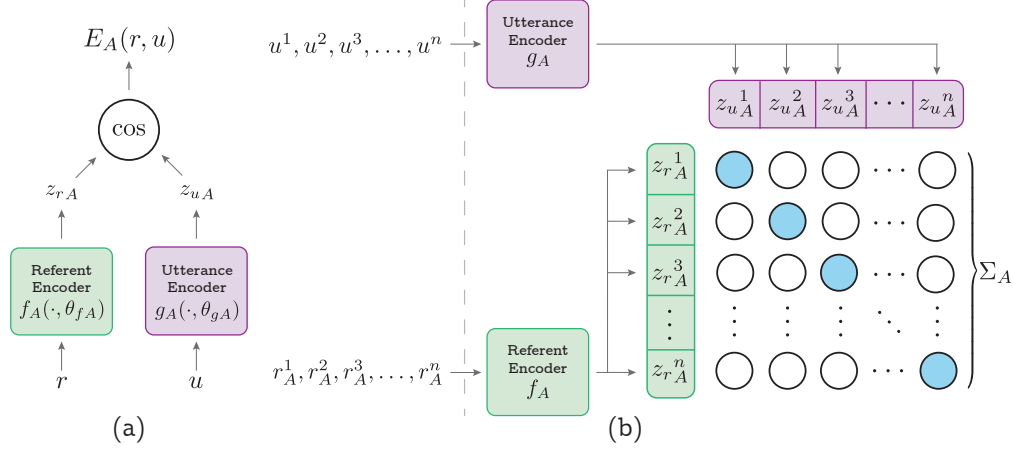 E_A(r, u)
cos
z_{rA} z_{uA}
Referent
Encoder
f_A(·, θ_{fA})
Utterance
Encoder
g_A(·, θ_{gA})
r u
(a)
u^1, u^2, u^3, . . . , u^n
Utterance
Encoder
g_A
z_{uA}^1 z_{uA}^2 z_{uA}^3 · · · z_{uA}^n
z_{rA}^1 · · ·
z_{rA}^2 · · ·
z_{rA}^3 · · ·
Σ_A
⋮ ⋮ ⋮ ⋮ ⋱ ⋮
z_{rA}^n · · ·
r_A^1, r_A^2, r_A^3, . . . , r_A^n
Referent
Encoder
f_A
(b)